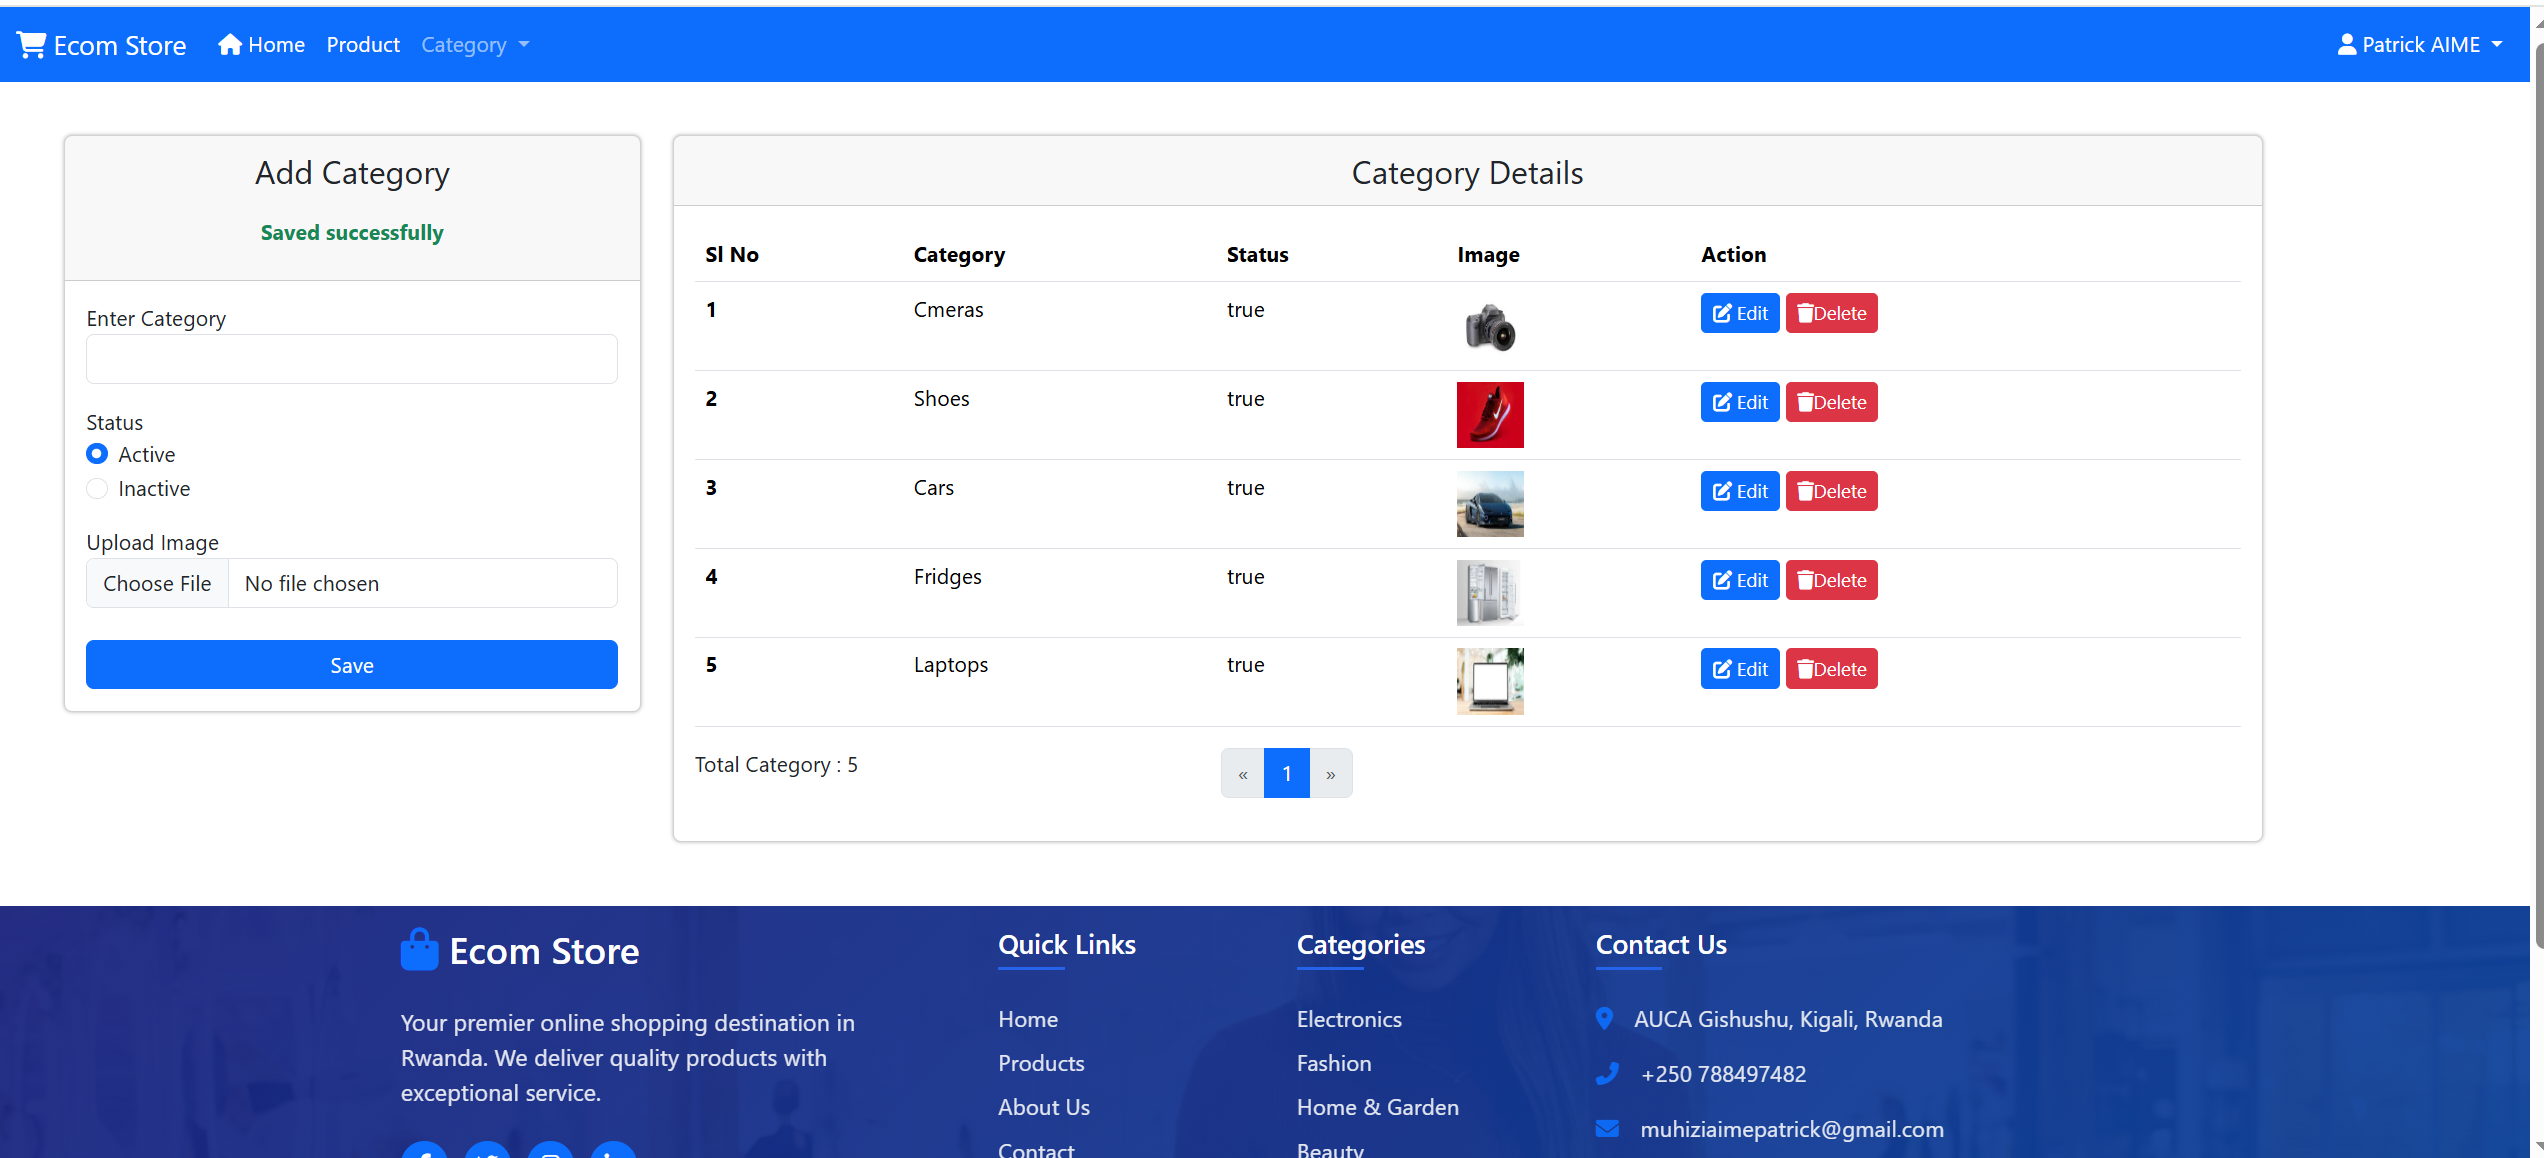 Ecom Store Home Product Category Patrick AIME
Add Category
Saved successfully
Enter Category
Status
Active
Inactive
Upload Image
Choose File No file chosen
Save
Category Details
Sl No Category Status Image Action
1 Cmeras true Edit Delete
2 Shoes true Edit Delete
3 Cars true Edit Delete
4 Fridges true Edit Delete
5 Laptops true Edit Delete
Total Category : 5 « 1 »
Ecom Store
Your premier online shopping destination in
Rwanda. We deliver quality products with
exceptional service.
Quick Links
Home
Products
About Us
Contact
Categories
Electronics
Fashion
Home & Garden
Beauty
Contact Us
AUCA Gishushu, Kigali, Rwanda
+250 788497482
muhiziaimepatrick@gmail.com